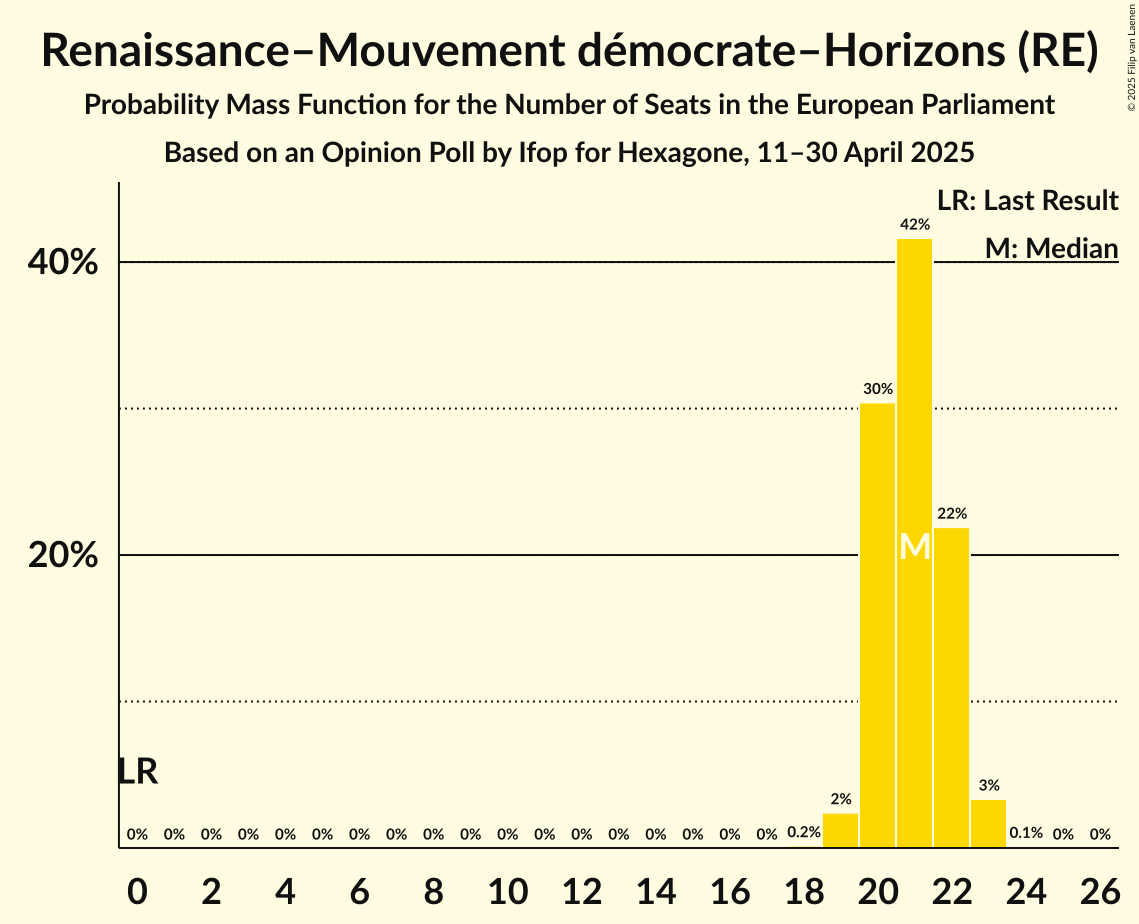 Renaissance–Mouvement démocrate–Horizons (RE)
Probability Mass Function for the Number of Seats in the European Parliament
Based on an Opinion Poll by Ifop for Hexagone, 11–30 April 2025
© 2025 Filip van Laenen
LR: Last Result
M: Median
42%
40%
30%
22%
20%
M
LR
0% 0% 0% 0% 0% 0% 0% 0% 0% 0% 0% 0% 0% 0% 0% 0% 0% 0% 0.2% 2% 3% 0.1% 0% 0%
0 2 4 6 8 10 12 14 16 18 20 22 24 26